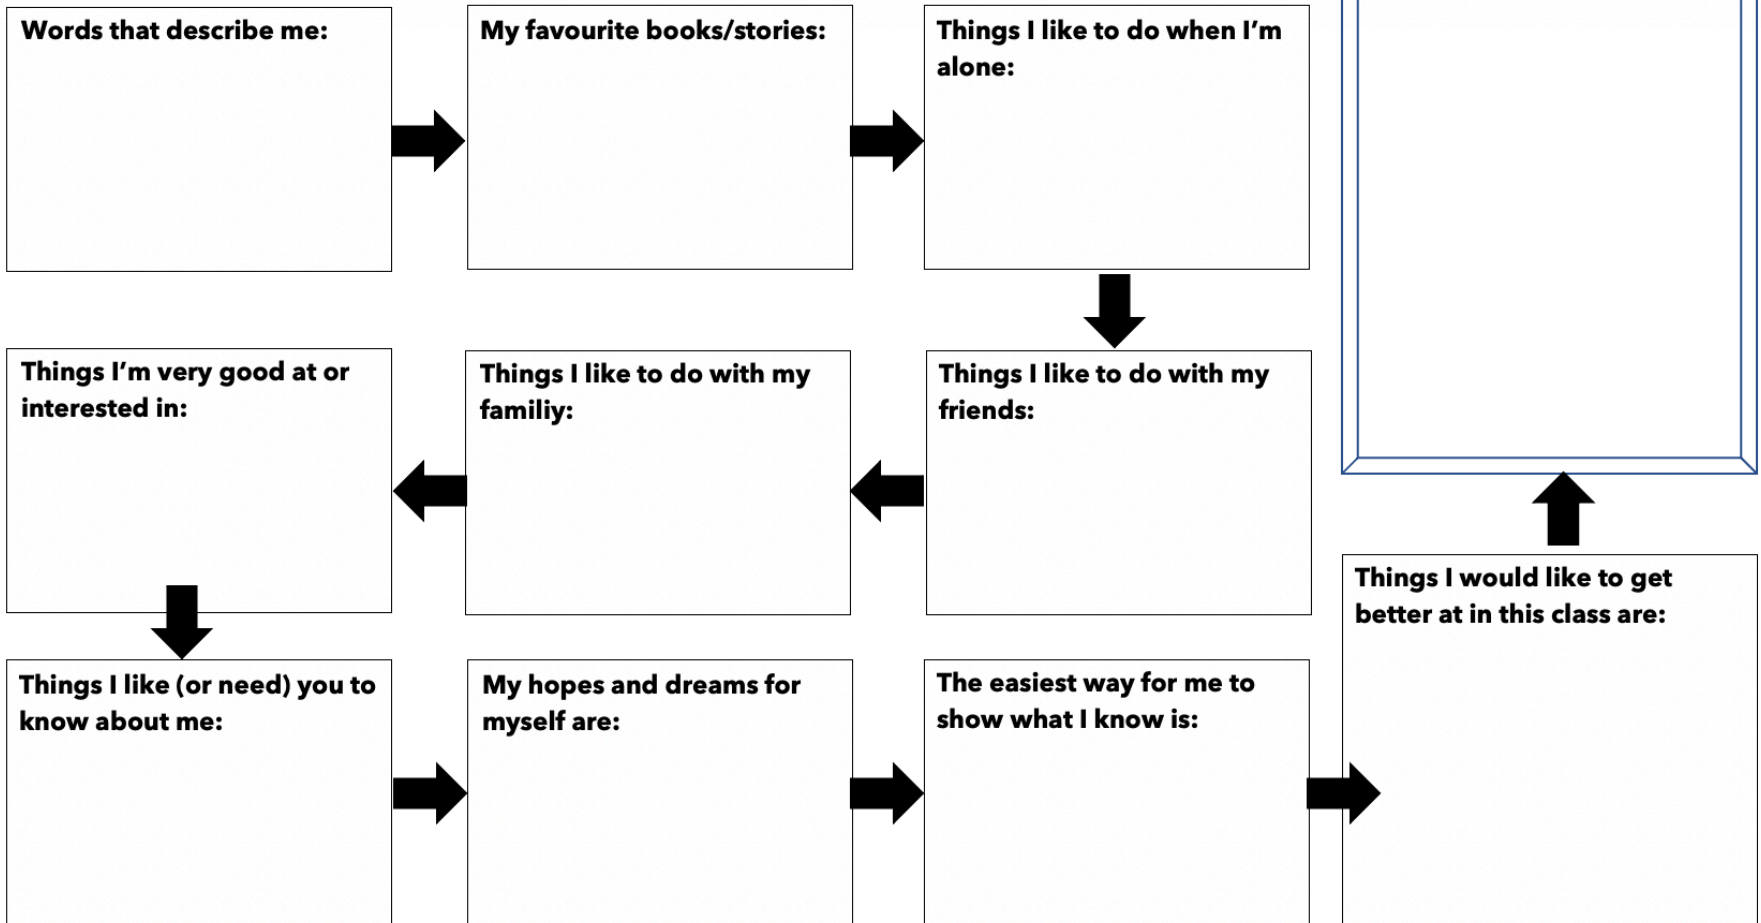 Words that describe me:
My favourite books/stories:
Things I like to do when I’m
alone:
Things I like to do with my
friends:
Things I like to do with my
familiy:
Things I’m very good at or
interested in:
Things I like (or need) you to
know about me:
My hopes and dreams for
myself are:
The easiest way for me to
show what I know is:
Things I would like to get
better at in this class are: